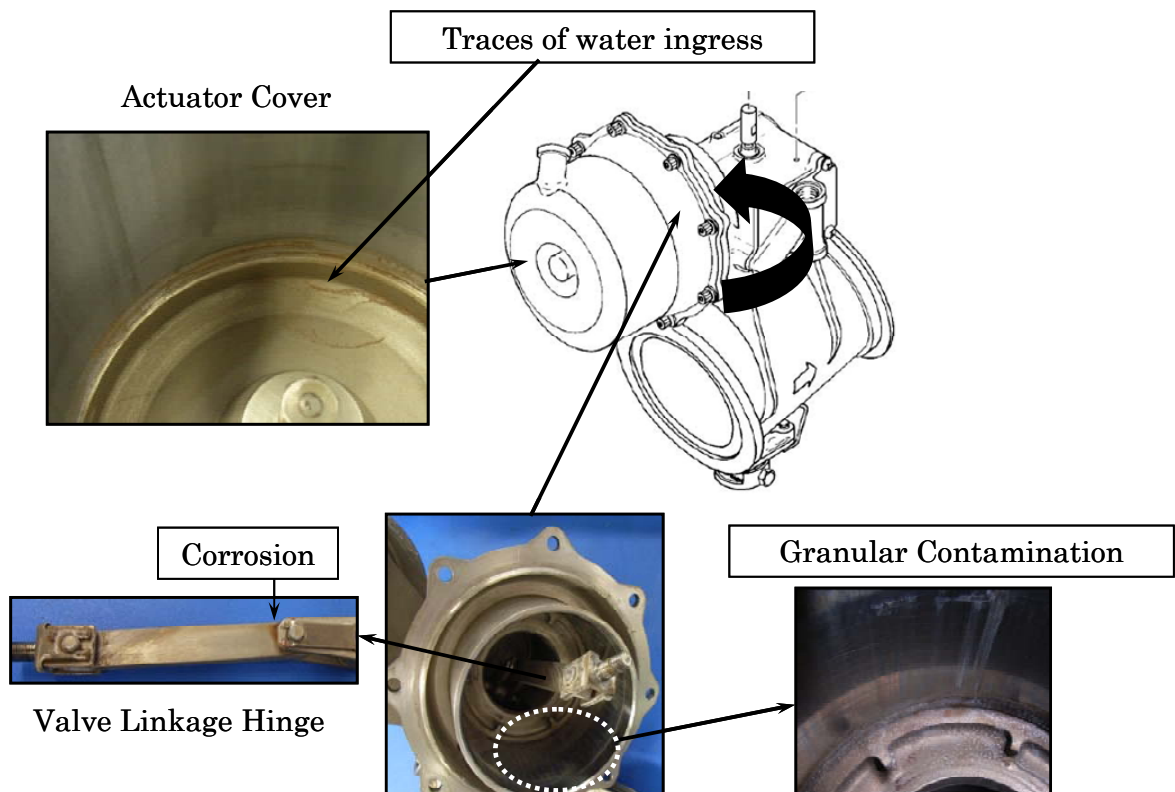 Traces of water ingress
Actuator Cover
Corrosion
Granular Contamination
Valve Linkage Hinge